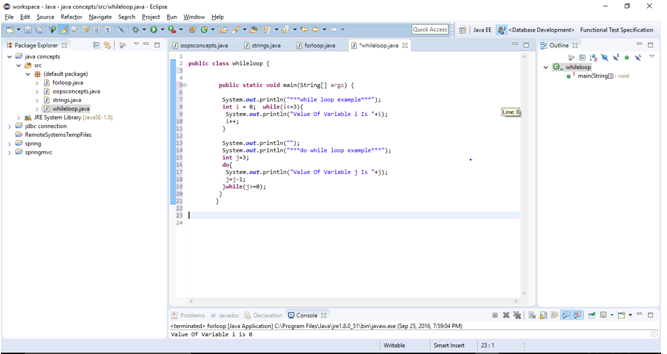 workspace - Java - java concepts/src/whileloop.java - Eclipse
File Edit Source Refactor Navigate Search Project Run Window Help
Quick Access Java EE <Database Development> Functional Test Specification
Package Explorer
java concepts
src
(default package)
forloop.java
oopsconcepts.java
strings.java
whileloop.java
JRE System Library [JavaSE-1.8]
jdbc connection
RemoteSystemsTempFiles
spring
springmvc
oopsconcepts.java strings.java forloop.java *whileloop.java
1
2 public class whileloop {
3
4
5 public static void main(String[] args) {
6
7 System.out.println("***while loop example***");
8 int i = 0; while(i<=3){
9 System.out.println("Value Of Variable i Is "+i);
10 i++;
11 }
12
13 System.out.println("");
14 System.out.println("***do while loop example***");
15 int j=3;
16 do{
17 System.out.println("Value Of Variable j Is "+j);
18 j=j-1;
19 }while(j>=0);
20 }
21 }
22
23
24
Line: 8
Outline
whileloop
main(String[]) : void
Problems Javadoc Declaration Console
<terminated> forloop [Java Application] C:\Program Files\Java\jre1.8.0_51\bin\javaw.exe (Sep 25, 2016, 7:59:04 PM)
Value Of Variable i is 0
Writable Smart Insert 23 : 1